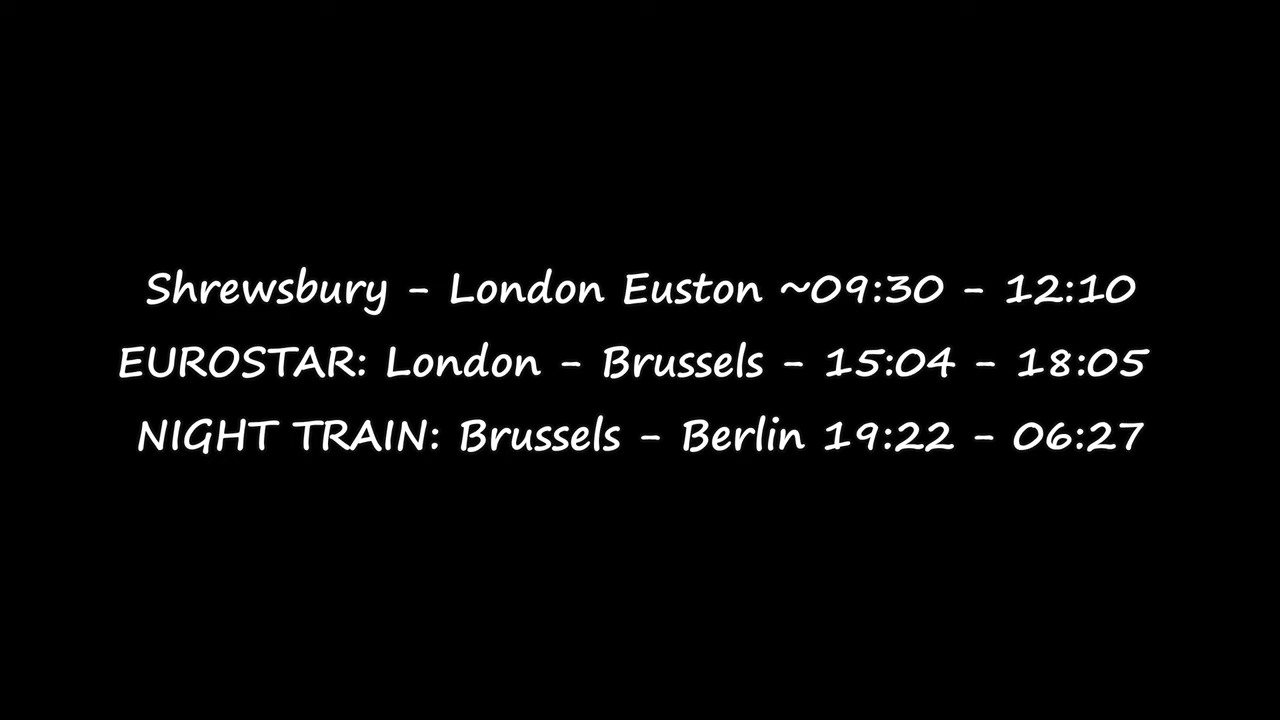 Shrewsbury - London Euston ~09:30 - 12:10
EUROSTAR: London - Brussels - 15:04 - 18:05
NIGHT TRAIN: Brussels - Berlin 19:22 - 06:27